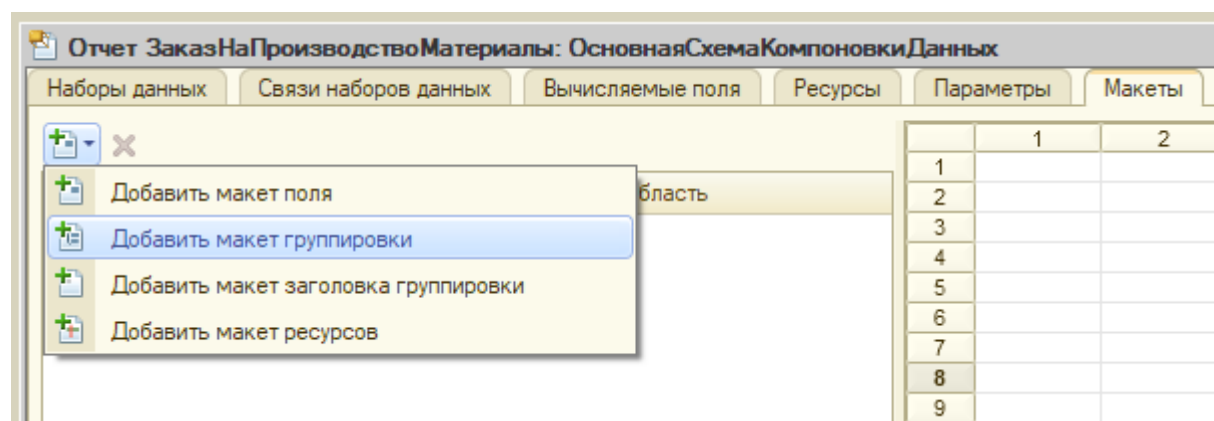 Отчет ЗаказНаПроизводствоМатериалы: ОсновнаяСхемаКомпоновкиДанных
Наборы данных Связи наборов данных Вычисляемые поля Ресурсы Параметры Макеты
1 2
1
Добавить макет поля бласть 2
3
Добавить макет группировки
4
Добавить макет заголовка группировки 5
6
Добавить макет ресурсов
7
8
9